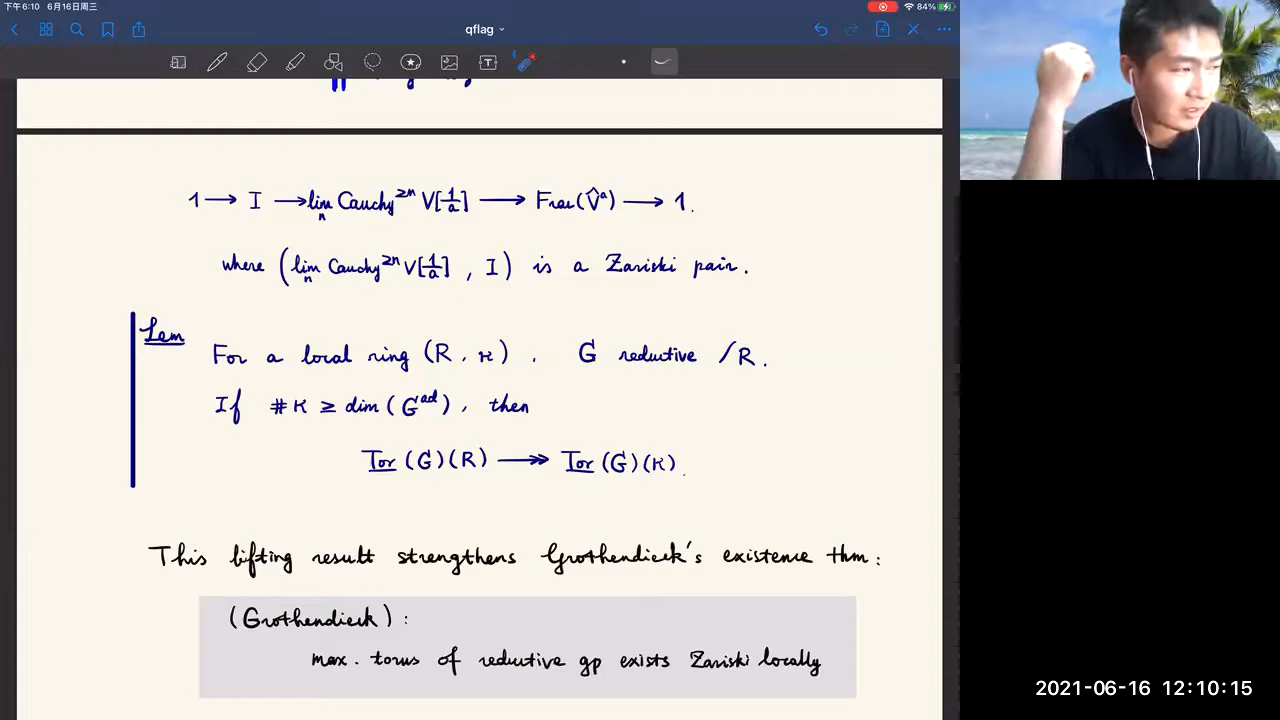 下午6:10 6月16日周三
84%
qflag
1 → I → lim_n Cauchy^{≥n} V[1/a] → Frac(V̂^a) → 1.
where (lim_n Cauchy^{≥n} V[1/a], I) is a Zariski pair.
Lem
For a local ring (R, κ), G reductive /R.
If #κ ≥ dim(G^{ad}), then
Tor(G)(R) ↠ Tor(G)(κ).
This lifting result strengthens Grothendieck's existence thm:
(Grothendieck):
max. torus of reductive gp exists Zariski locally
2021-06-16 12:10:15